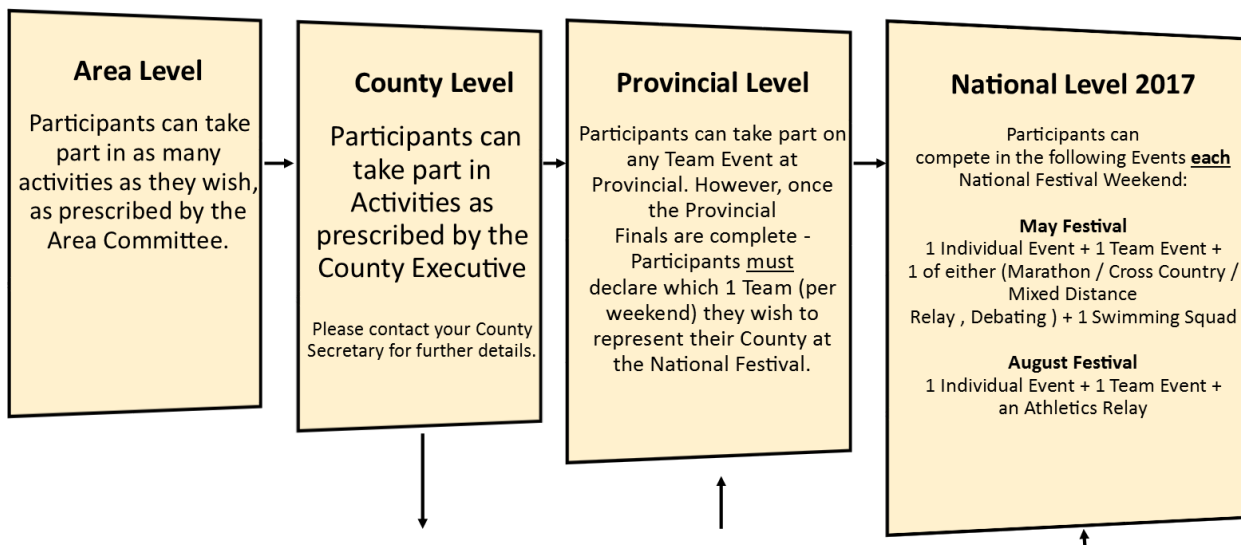 Area Level
Participants can take
part in as many
activities as they wish,
as prescribed by the
Area Committee.
County Level
Participants can
take part in
Activities as
prescribed by the
County Executive
Please contact your County
Secretary for further details.
Provincial Level
Participants can take part on
any Team Event at
Provincial. However, once
the Provincial
Finals are complete -
Participants must
declare which 1 Team (per
weekend) they wish to
represent their County at
the National Festival.
National Level 2017
Participants can
compete in the following Events each
National Festival Weekend:
May Festival
1 Individual Event + 1 Team Event +
1 of either (Marathon / Cross Country /
Mixed Distance
Relay , Debating ) + 1 Swimming Squad
August Festival
1 Individual Event + 1 Team Event +
an Athletics Relay